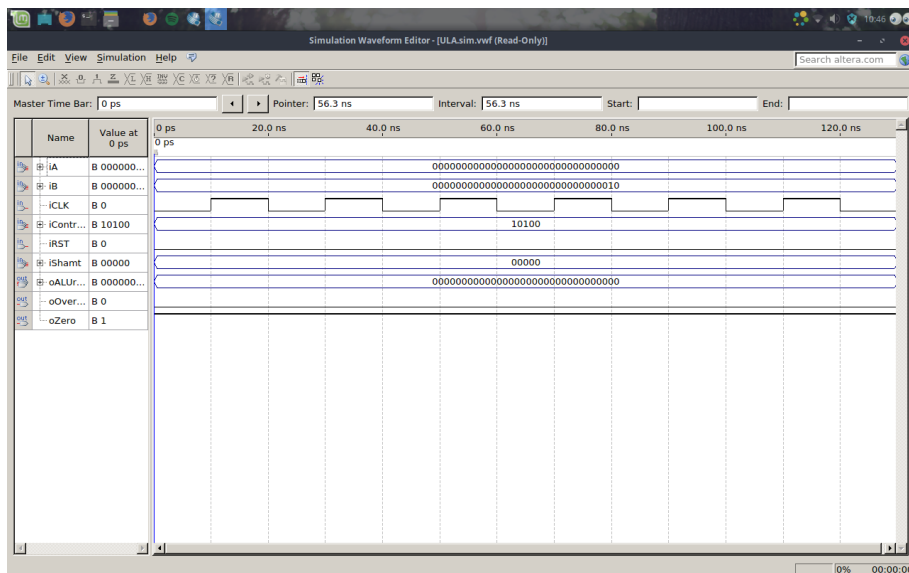 10:46
Simulation Waveform Editor - [ULA.sim.vwf (Read-Only)]
File Edit View Simulation Help
Search altera.com
Master Time Bar: 0 ps Pointer: 56.3 ns Interval: 56.3 ns Start: End:
Name Value at 0 ps 0 ps 20.0 ns 40.0 ns 60.0 ns 80.0 ns 100.0 ns 120.0 ns
0 ps
iA B 000000... 00000000000000000000000000000000
iB B 000000... 00000000000000000000000000000010
iCLK B 0
iContr... B 10100 10100
iRST B 0
iShamt B 00000 00000
oALUr... B 000000... 00000000000000000000000000000000
oOver... B 0
oZero B 1
0% 00:00:00